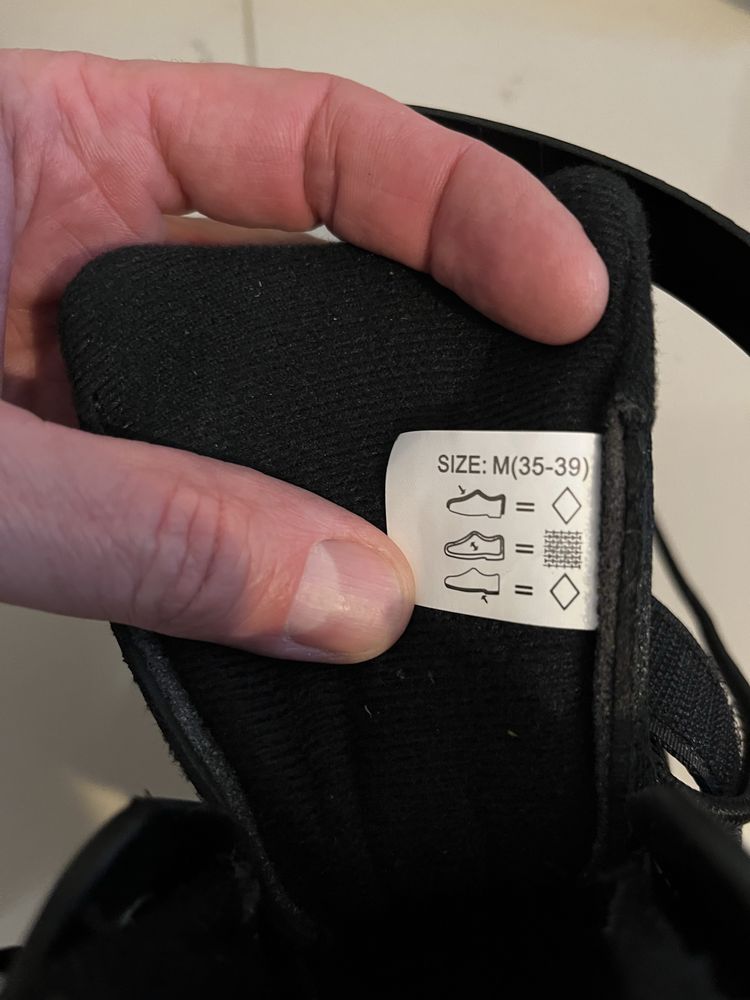 SIZE: M(35-39)
=
=
=